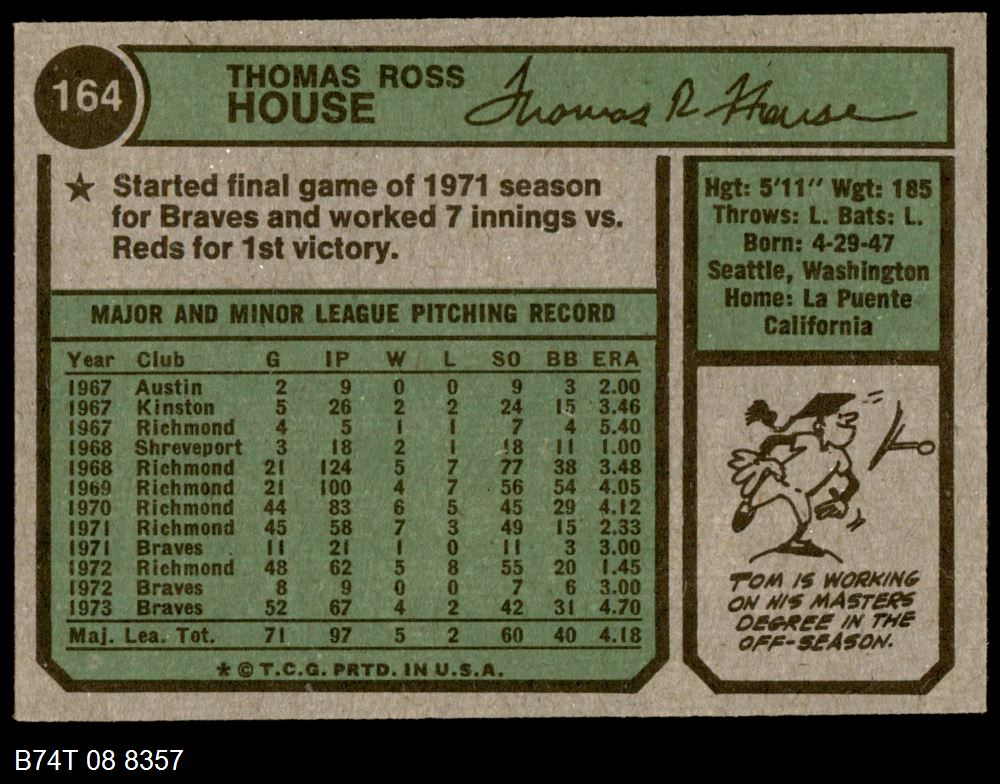 164
THOMAS ROSS
HOUSE
Thomas R House
★ Started final game of 1971 season
for Braves and worked 7 innings vs.
Reds for 1st victory.
Hgt: 5'11" Wgt: 185
Throws: L. Bats: L.
Born: 4-29-47
Seattle, Washington
Home: La Puente
California
MAJOR AND MINOR LEAGUE PITCHING RECORD
Year Club G IP W L SO BB ERA
1967 Austin 2 9 0 0 9 3 2.00
1967 Kinston 5 26 2 2 24 15 3.46
1967 Richmond 4 5 1 1 7 4 5.40
1968 Shreveport 3 18 2 1 18 11 1.00
1968 Richmond 21 124 5 7 77 38 3.48
1969 Richmond 21 100 4 7 56 54 4.05
1970 Richmond 44 83 6 5 45 29 4.12
1971 Richmond 45 58 7 3 49 15 2.33
1971 Braves 11 21 1 0 11 3 3.00
1972 Richmond 48 62 5 8 55 20 1.45
1972 Braves 8 9 0 0 7 6 3.00
1973 Braves 52 67 4 2 42 31 4.70
Maj. Lea. Tot. 71 97 5 2 60 40 4.18
* © T.C.G. PRTD. IN U.S.A.
TOM IS WORKING
ON HIS MASTERS
DEGREE IN THE
OFF-SEASON.
B74T 08 8357